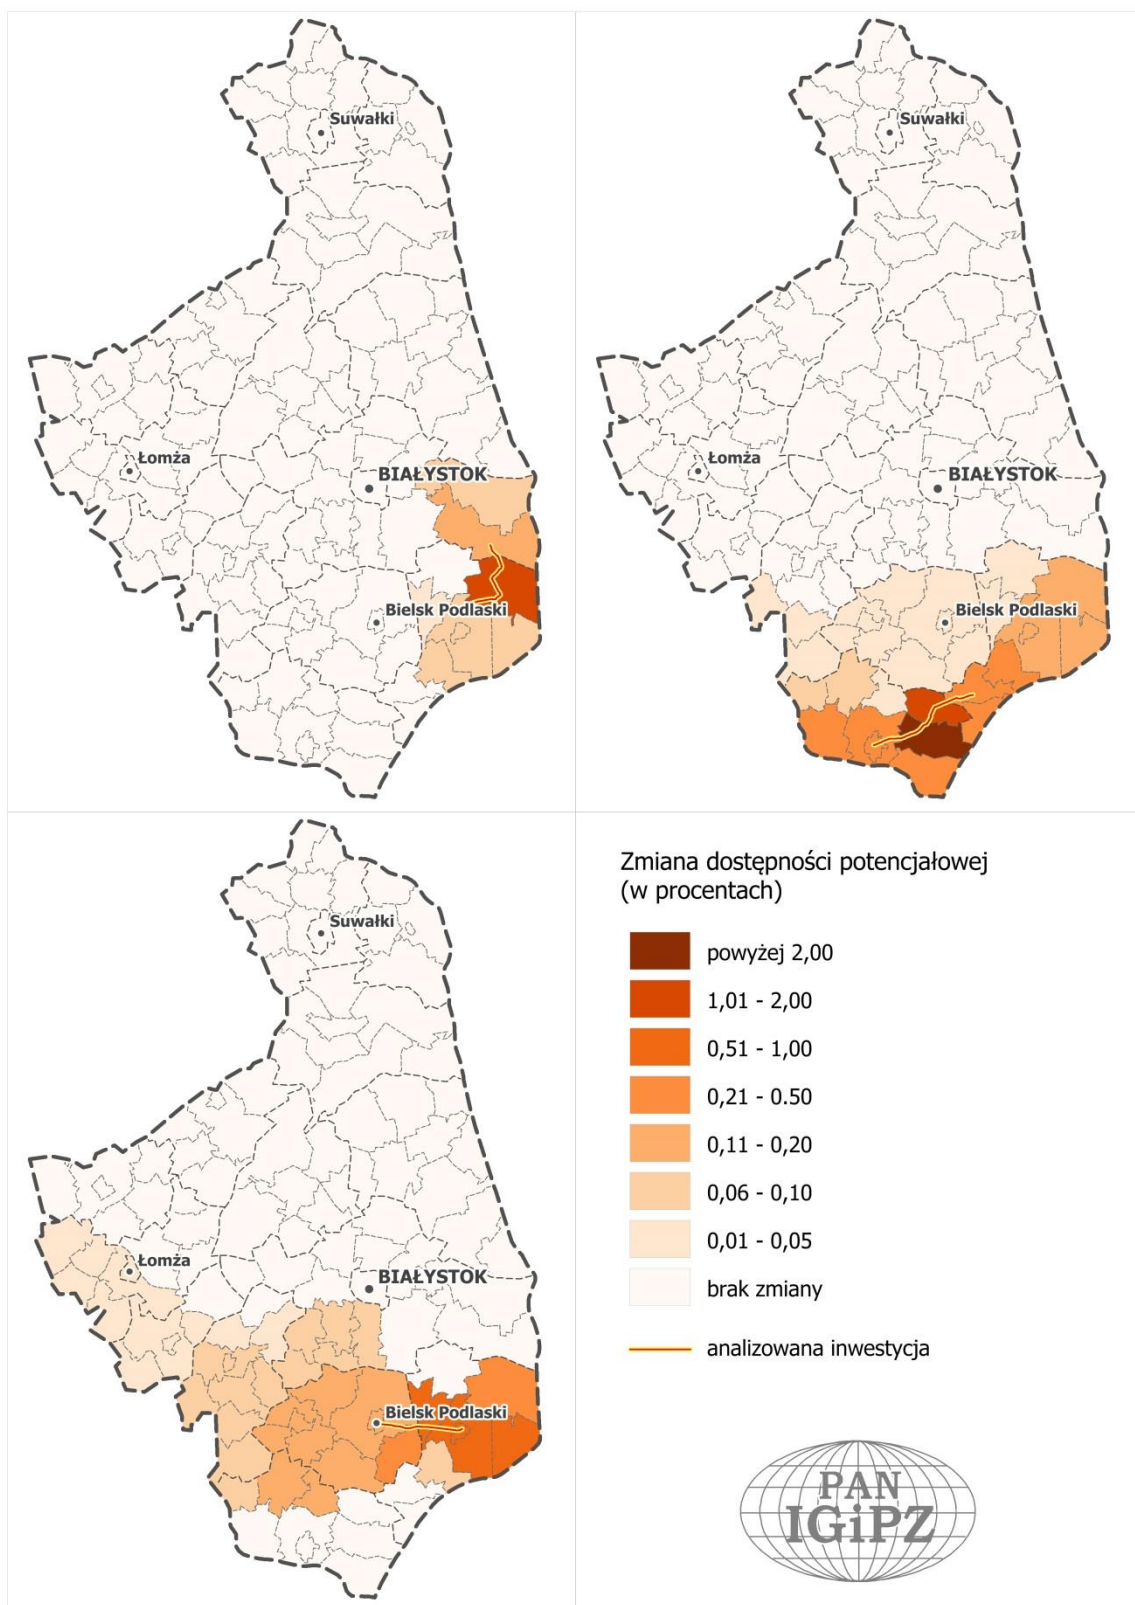 Suwałki
Łomża
BIAŁYSTOK
Bielsk Podlaski
Suwałki
Łomża
BIAŁYSTOK
Bielsk Podlaski
Suwałki
Łomża
BIAŁYSTOK
Bielsk Podlaski
Zmiana dostępności potencjałowej
(w procentach)
powyżej 2,00
1,01 - 2,00
0,51 - 1,00
0,21 - 0.50
0,11 - 0,20
0,06 - 0,10
0,01 - 0,05
brak zmiany
analizowana inwestycja
PAN
IGiPZ